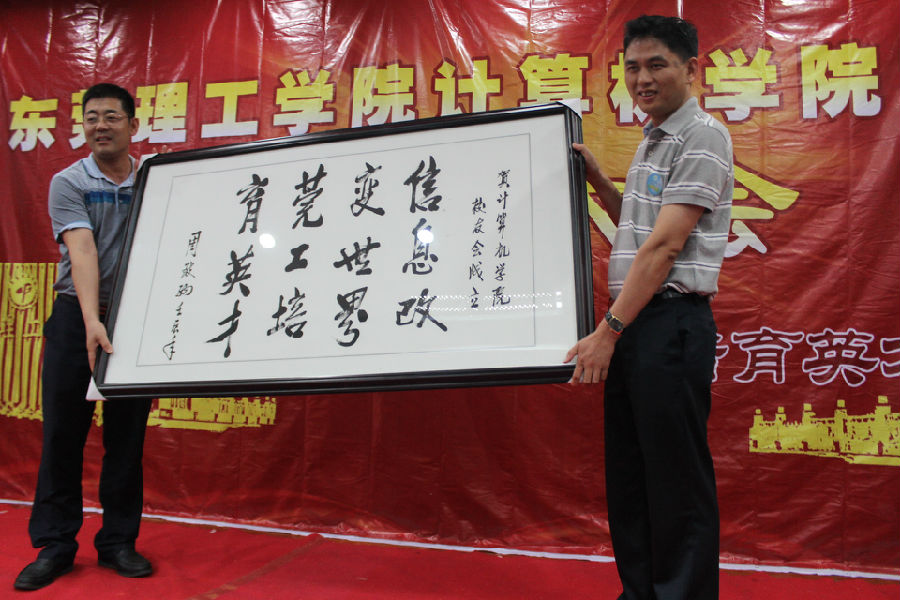 东莞理工学院计算机学院
会
育英才
贺计算机学院
校友会成立
信息改
变世界
莞工培
育英才